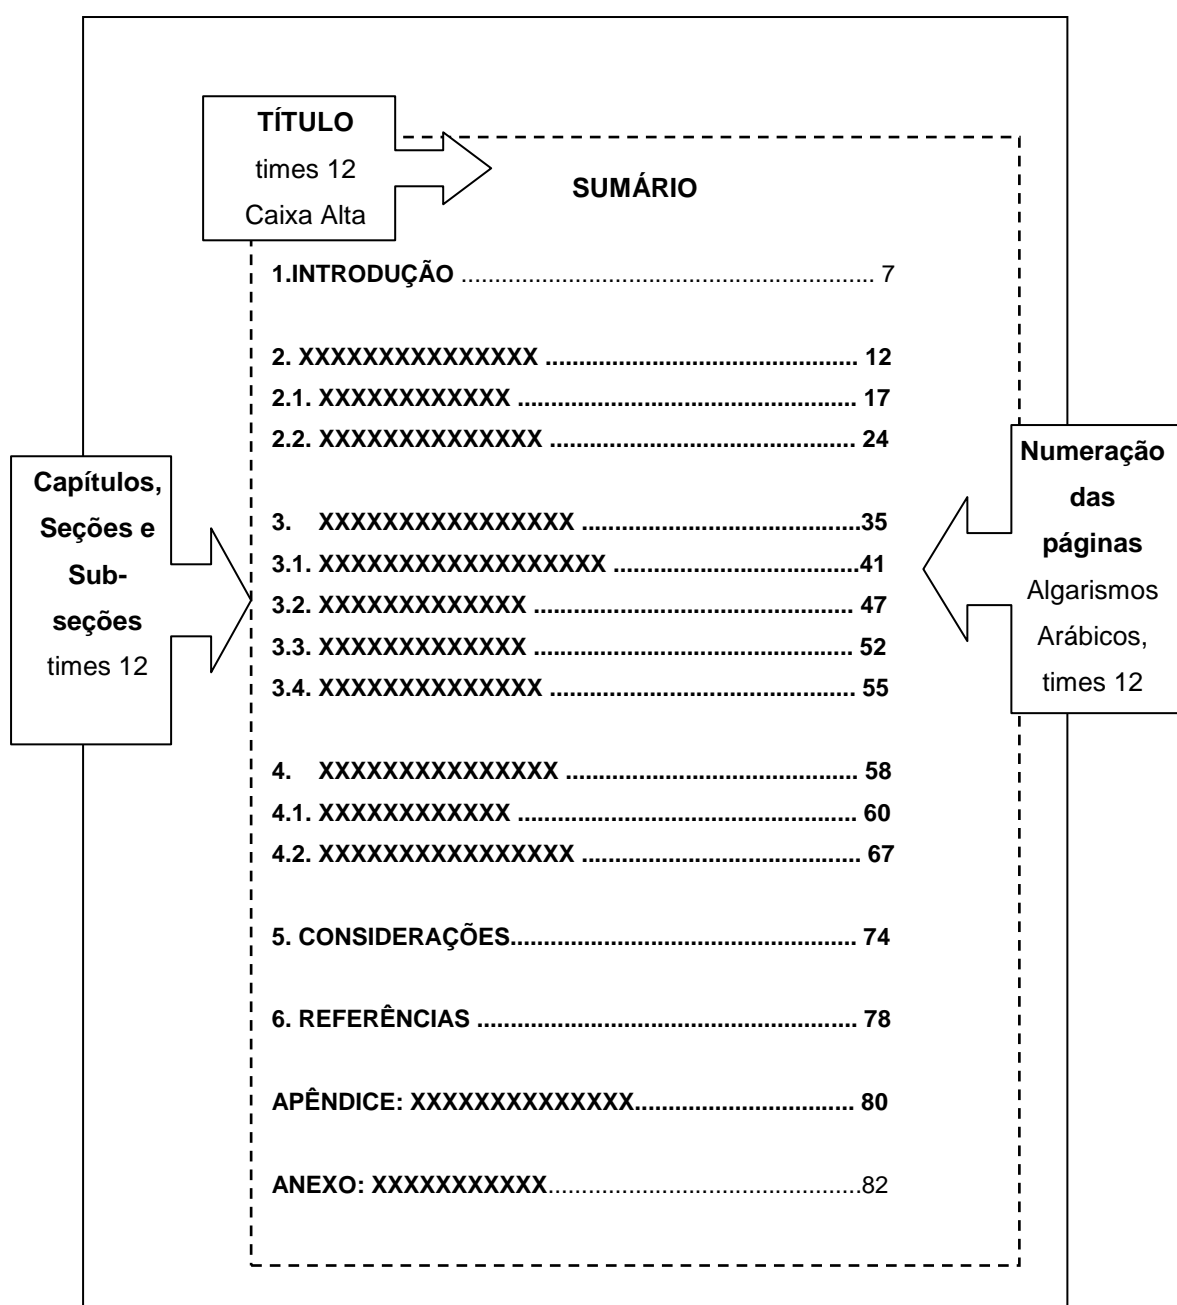 TÍTULO
times 12
Caixa Alta
SUMÁRIO
1.INTRODUÇÃO .............................................................. 7
2. XXXXXXXXXXXXXXX ............................................... 12
2.1. XXXXXXXXXXXX ................................................... 17
2.2. XXXXXXXXXXXXXX .............................................. 24
Capítulos,
Seções e
Sub-
seções
times 12
3. XXXXXXXXXXXXXXXX ..........................................35
3.1. XXXXXXXXXXXXXXXXXX .....................................41
3.2. XXXXXXXXXXXXX ................................................ 47
3.3. XXXXXXXXXXXXX ................................................ 52
3.4. XXXXXXXXXXXXXX .............................................. 55
Numeração
das
páginas
Algarismos
Arábicos,
times 12
4. XXXXXXXXXXXXXXX ............................................ 58
4.1. XXXXXXXXXXXX ................................................... 60
4.2. XXXXXXXXXXXXXXXX .......................................... 67
5. CONSIDERAÇÕES.................................................... 74
6. REFERÊNCIAS ......................................................... 78
APÊNDICE: XXXXXXXXXXXXXX................................. 80
ANEXO: XXXXXXXXXXX...............................................82